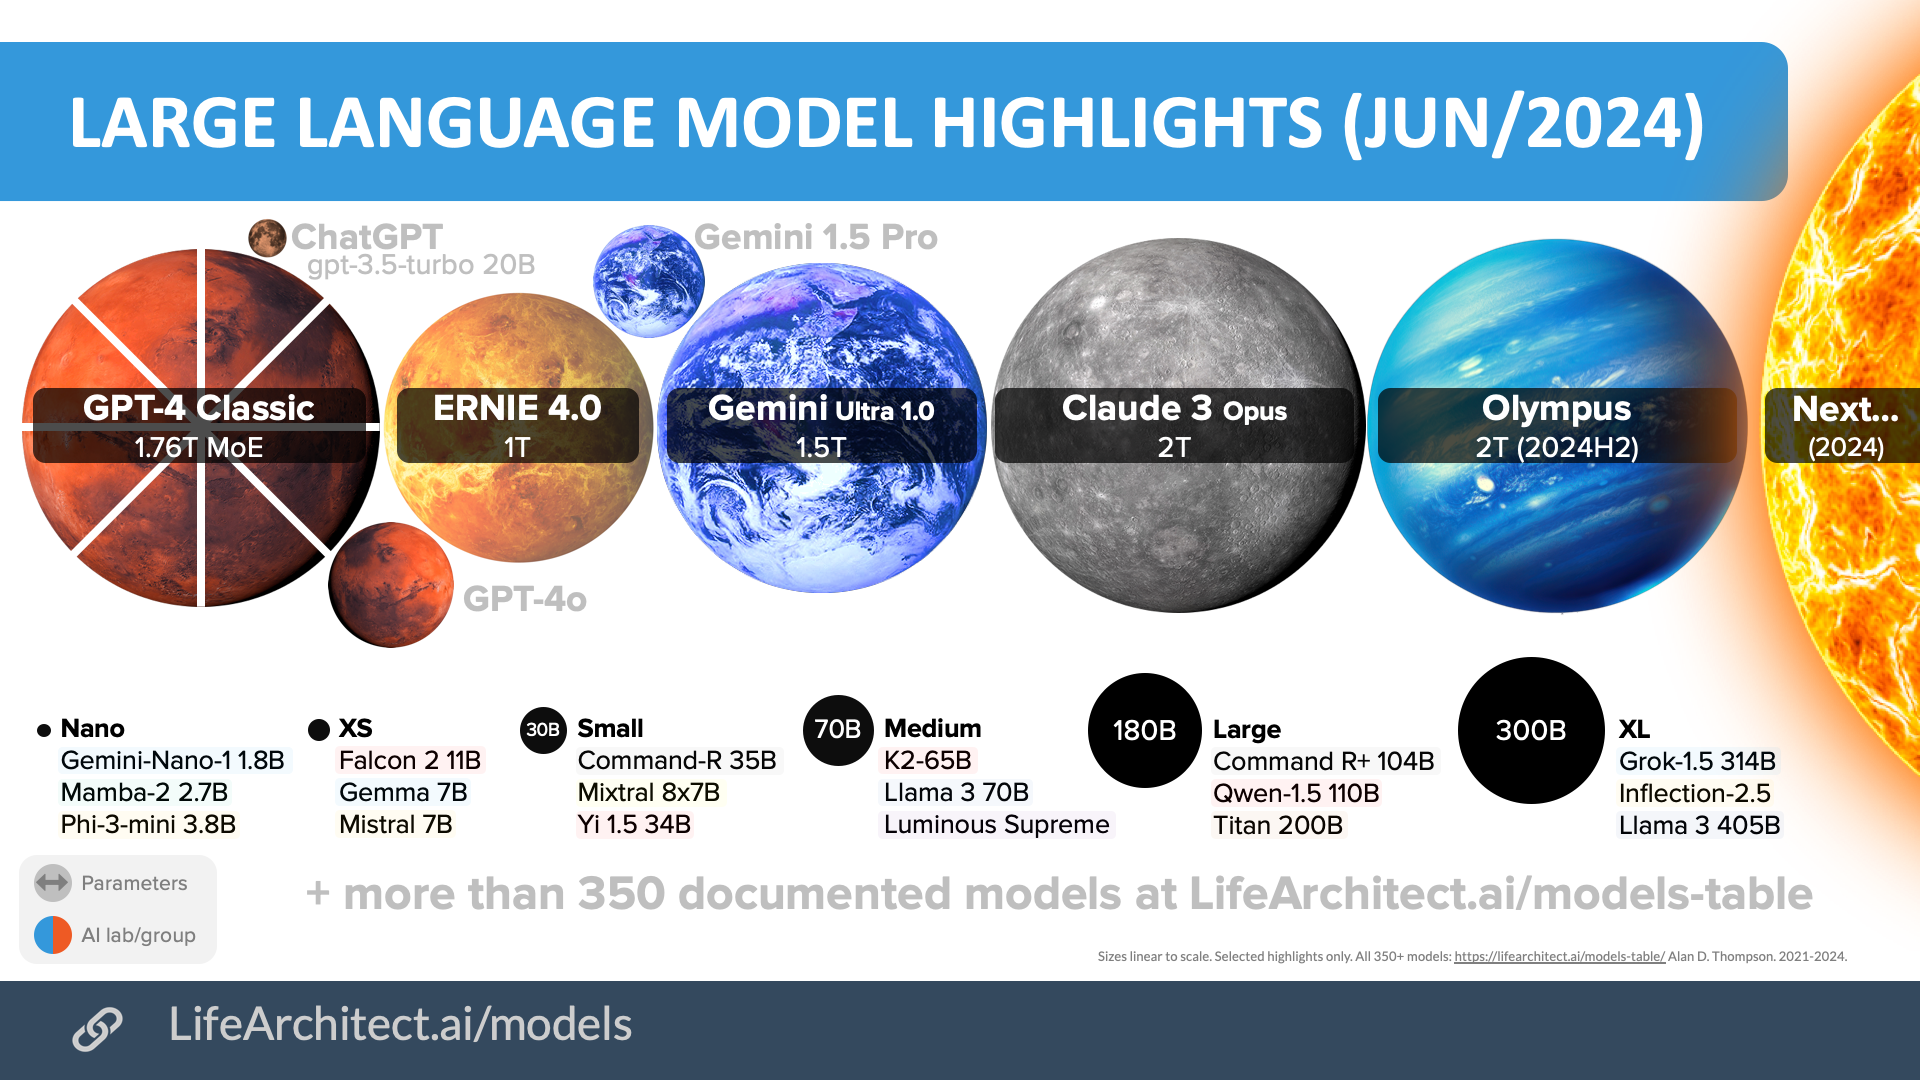 LARGE LANGUAGE MODEL HIGHLIGHTS (JUN/2024)
ChatGPT
gpt-3.5-turbo 20B
Gemini 1.5 Pro
GPT-4 Classic
1.76T MoE
ERNIE 4.0
1T
Gemini Ultra 1.0
1.5T
Claude 3 Opus
2T
Olympus
2T (2024H2)
Next...
(2024)
GPT-4o
Nano
Gemini-Nano-1 1.8B
Mamba-2 2.7B
Phi-3-mini 3.8B
XS
Falcon 2 11B
Gemma 7B
Mistral 7B
30B
Small
Command-R 35B
Mixtral 8x7B
Yi 1.5 34B
70B
Medium
K2-65B
Llama 3 70B
Luminous Supreme
180B
Large
Command R+ 104B
Qwen-1.5 110B
Titan 200B
300B
XL
Grok-1.5 314B
Inflection-2.5
Llama 3 405B
Parameters
AI lab/group
+ more than 350 documented models at LifeArchitect.ai/models-table
Sizes linear to scale. Selected highlights only. All 350+ models: https://lifearchitect.ai/models-table/ Alan D. Thompson. 2021-2024.
LifeArchitect.ai/models